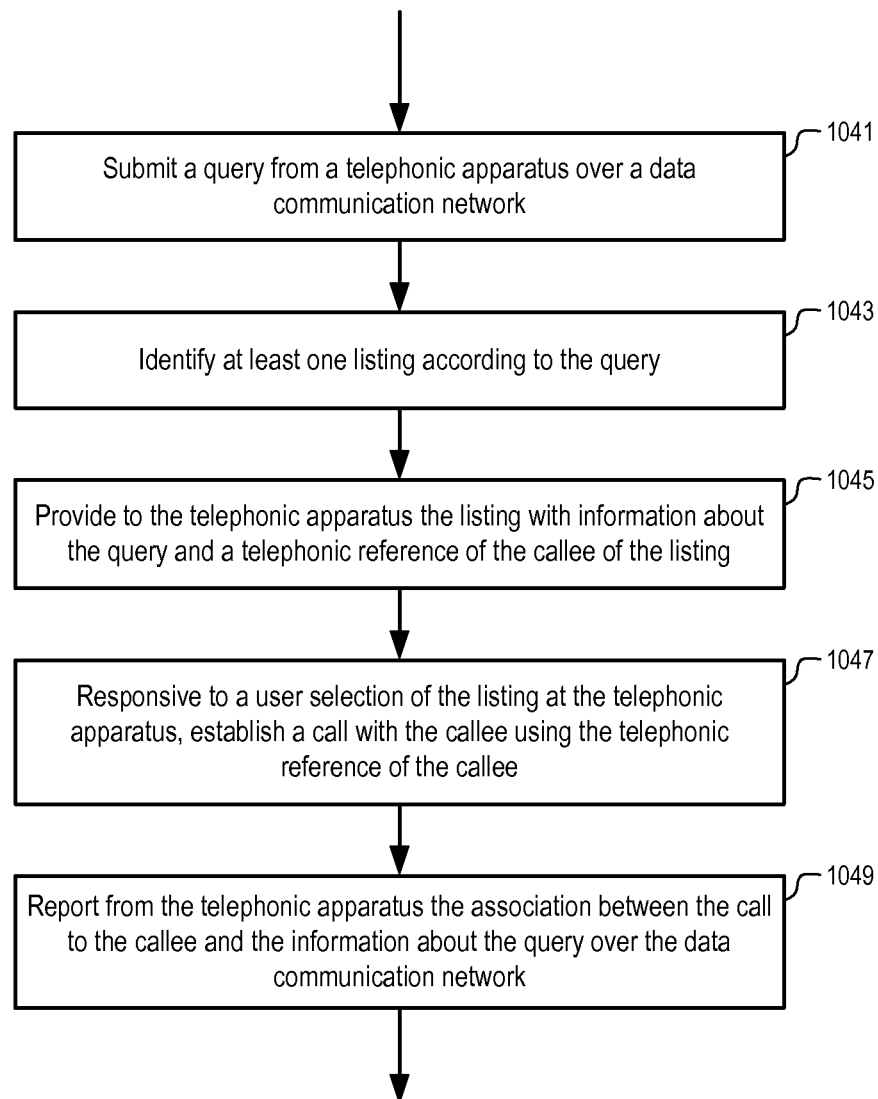 1041
Submit a query from a telephonic apparatus over a data
communication network
1043
Identify at least one listing according to the query
1045
Provide to the telephonic apparatus the listing with information about
the query and a telephonic reference of the callee of the listing
1047
Responsive to a user selection of the listing at the telephonic
apparatus, establish a call with the callee using the telephonic
reference of the callee
1049
Report from the telephonic apparatus the association between the call
to the callee and the information about the query over the data
communication network